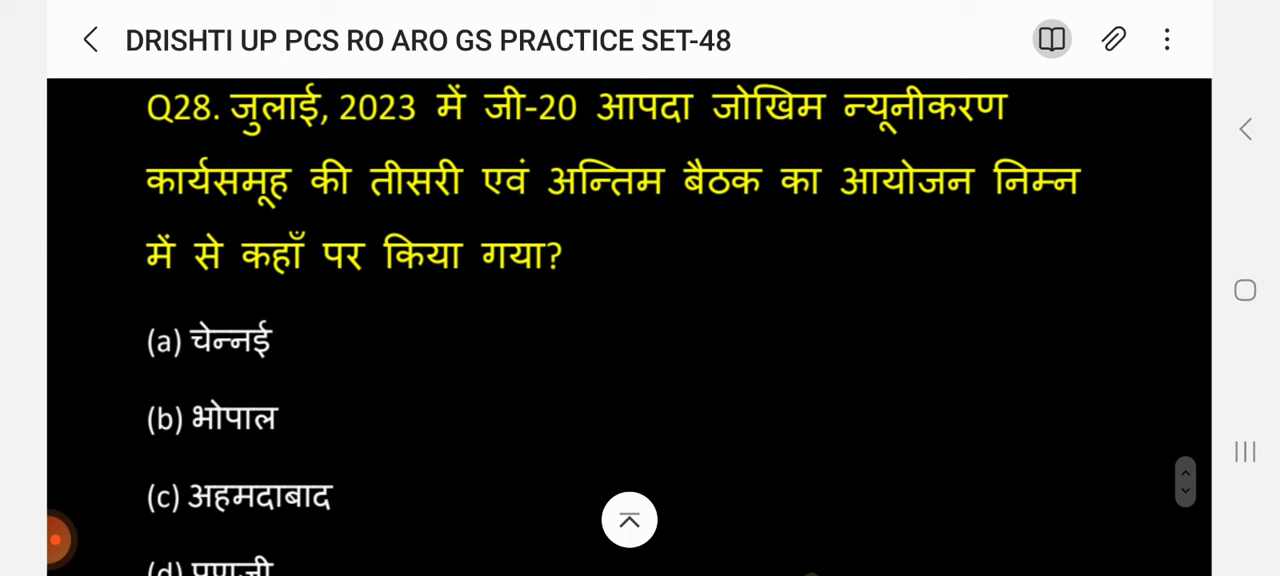 DRISHTI UP PCS RO ARO GS PRACTICE SET-48
Q28. जुलाई, 2023 में जी-20 आपदा जोखिम न्यूनीकरण
कार्यसमूह की तीसरी एवं अन्तिम बैठक का आयोजन निम्न
में से कहाँ पर किया गया?
(a) चेन्नई
(b) भोपाल
(c) अहमदाबाद
(d) पणजी